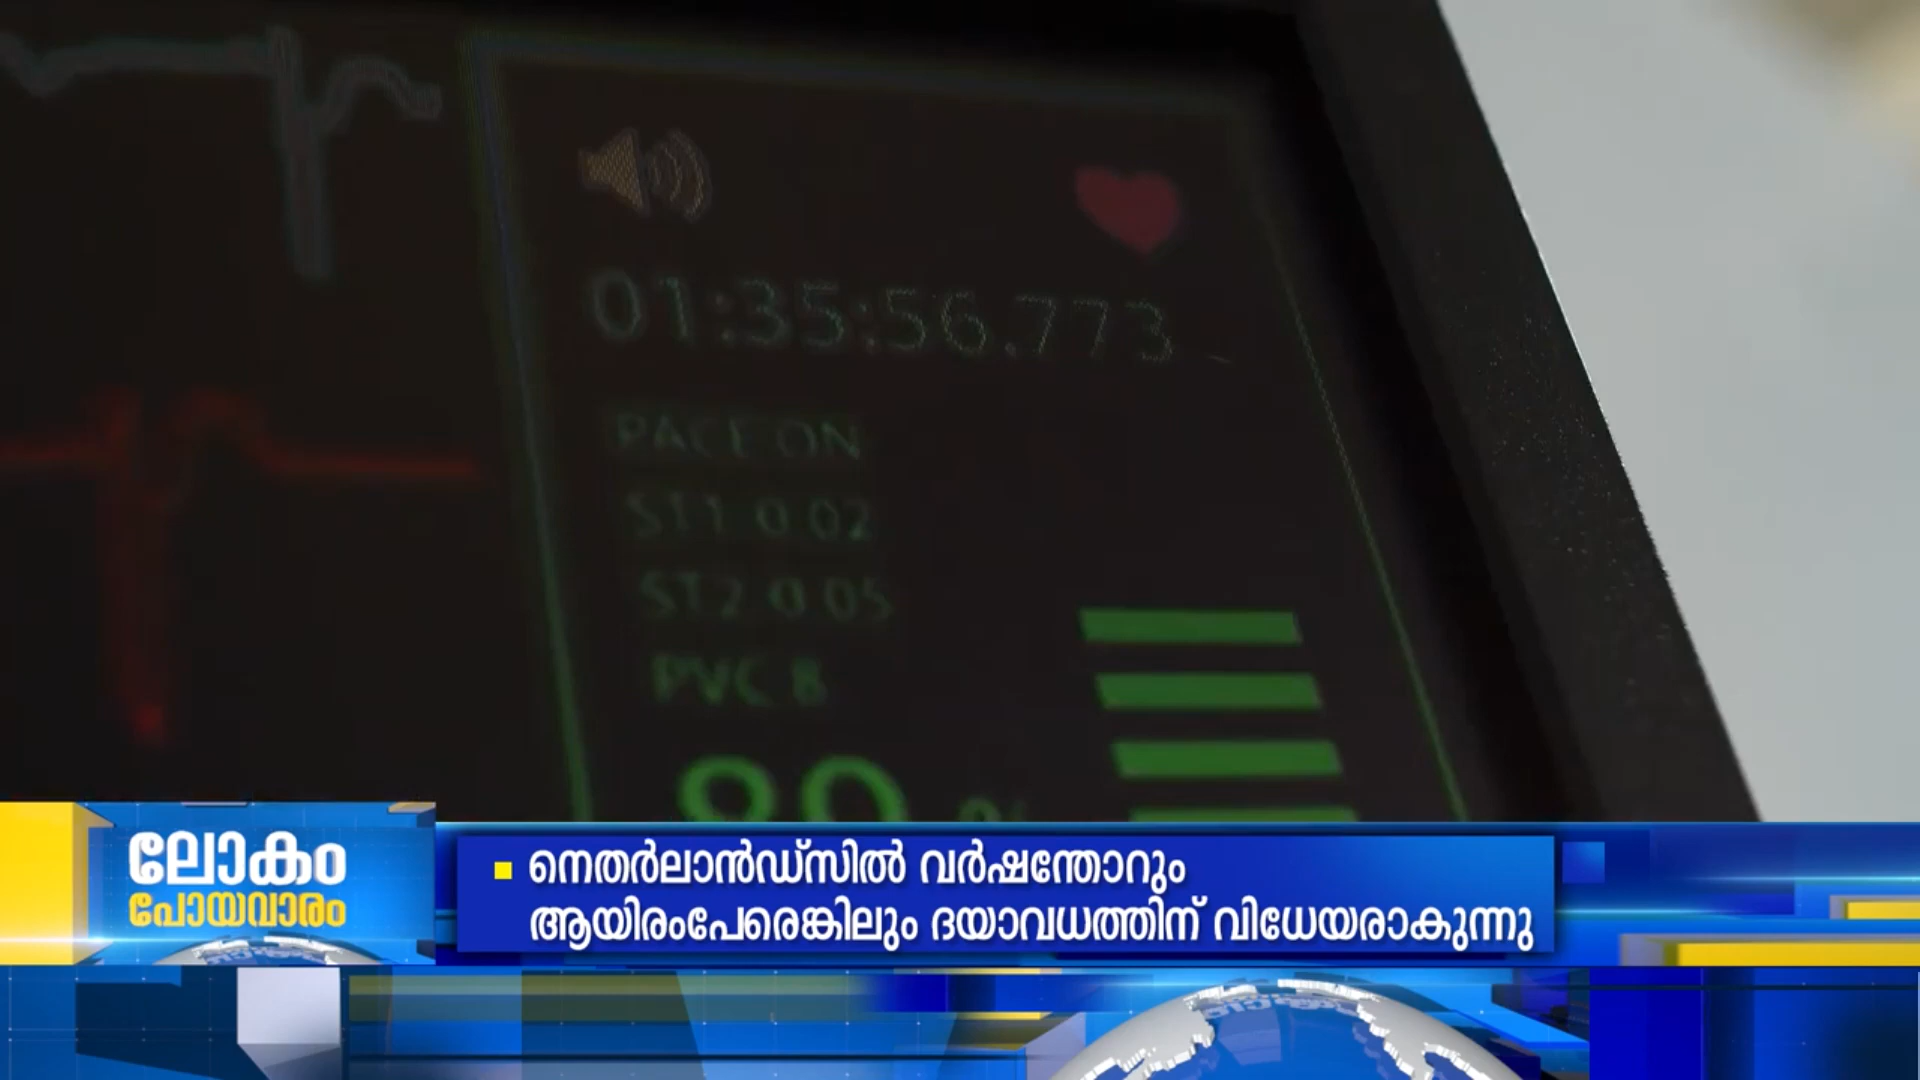 01:35:56.773
PACE ON
ST1 0.02
ST2 0.05
PVC 8
ലോകം
പോയവാരം
നെതർലാൻഡ്സിൽ വർഷന്തോറും
ആയിരംപേരെങ്കിലും ദയാവധത്തിന് വിധേയരാകുന്നു